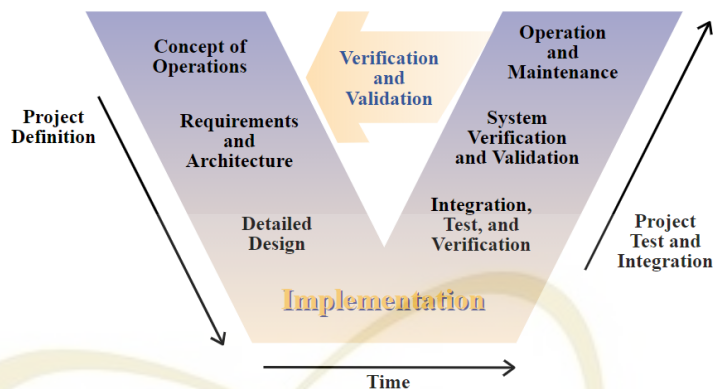 Concept of
Operations
Verification
and
Validation
Operation
and
Maintenance
Project
Definition
Requirements
and
Architecture
System
Verification
and Validation
Detailed
Design
Integration,
Test, and
Verification
Project
Test and
Integration
Implementation
Time